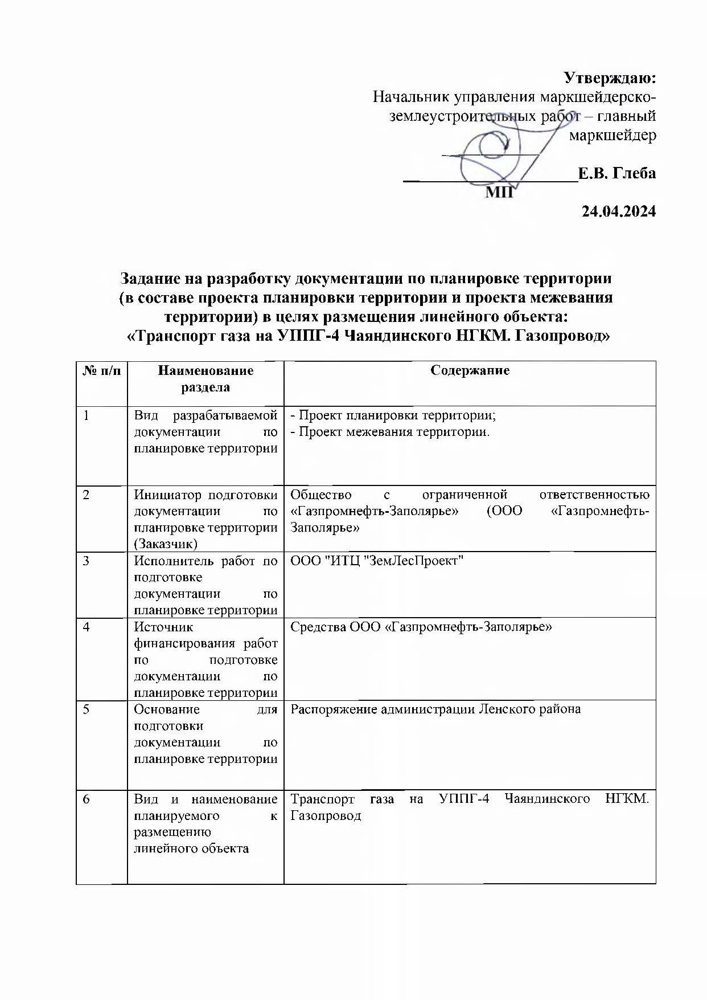 Утверждаю:
Начальник управления маркшейдерско-
землеустроительных работ – главный
маркшейдер
Е.В. Глеба
МП
24.04.2024
Задание на разработку документации по планировке территории
(в составе проекта планировки территории и проекта межевания
территории) в целях размещения линейного объекта:
«Транспорт газа на УППГ-4 Чаяндинского НГКМ. Газопровод»
№ п/п
Наименование
раздела
Содержание
1
Вид разрабатываемой
документации по
планировке территории
- Проект планировки территории;
- Проект межевания территории.
2
Инициатор подготовки
документации по
планировке территории
(Заказчик)
Общество с ограниченной ответственностью
«Газпромнефть-Заполярье» (ООО «Газпромнефть-
Заполярье»
3
Исполнитель работ по
подготовке
документации по
планировке территории
ООО "ИТЦ "ЗемЛесПроект"
4
Источник
финансирования работ
по подготовке
документации по
планировке территории
Средства ООО «Газпромнефть-Заполярье»
5
Основание для
подготовки
документации по
планировке территории
Распоряжение администрации Ленского района
6
Вид и наименование
планируемого к
размещению
линейного объекта
Транспорт газа на УППГ-4 Чаяндинского НГКМ.
Газопровод